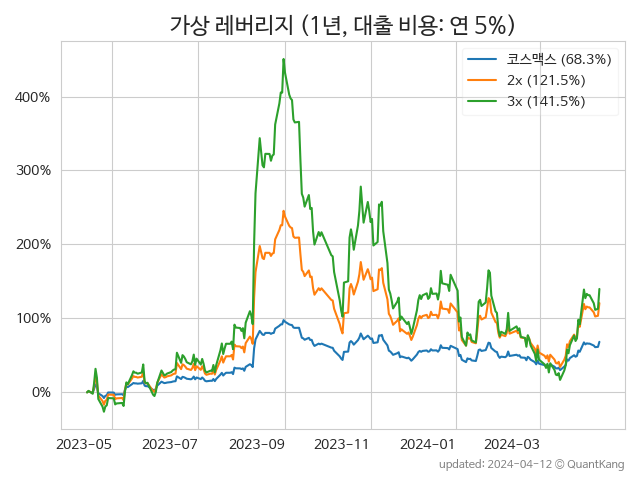 가상 레버리지 (1년, 대출 비용: 연 5%)
코스맥스 (68.3%)
2x (121.5%)
3x (141.5%)
400%
300%
200%
100%
0%
2023-05 2023-07 2023-09 2023-11 2024-01 2024-03
updated: 2024-04-12 © QuantKang